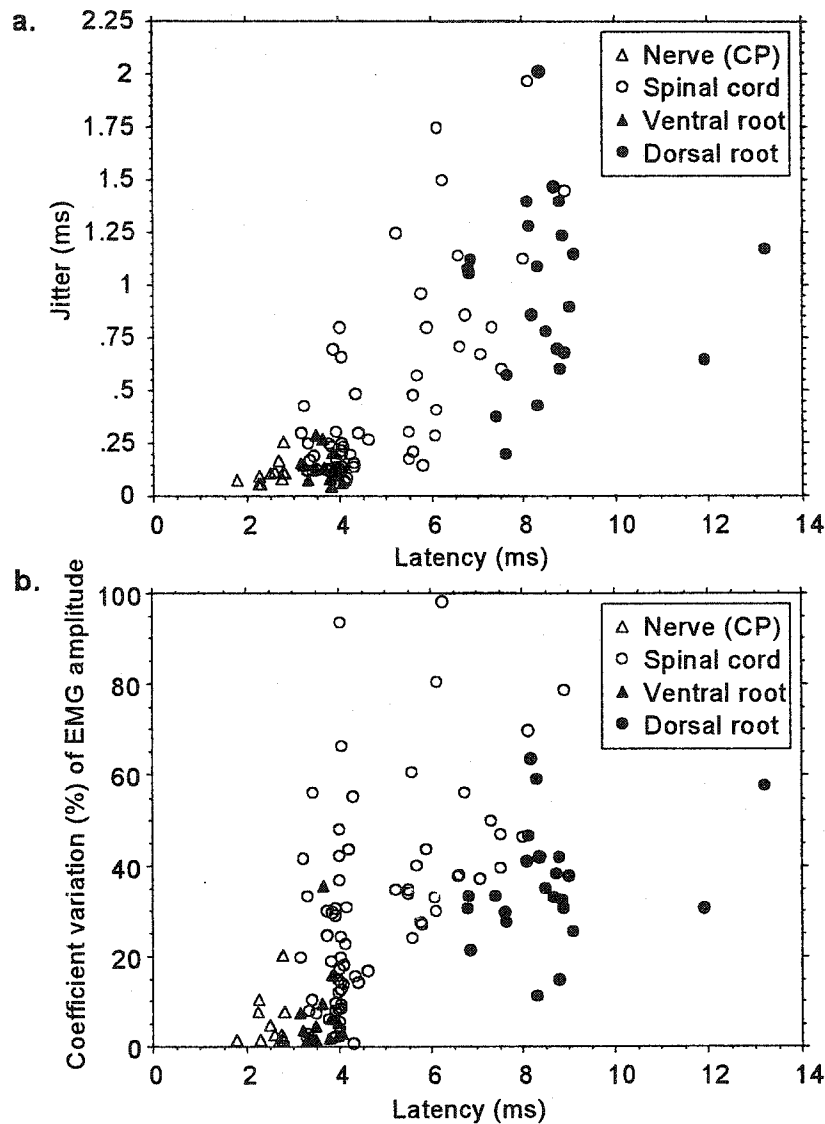 a.
2.25
2
1.75
1.5
1.25
1
.75
.5
.25
0
Jitter (ms)
Nerve (CP)
Spinal cord
Ventral root
Dorsal root
0 2 4 6 8 10 12 14
Latency (ms)
b.
100
80
60
40
20
0
Coefficient variation (%) of EMG amplitude
Nerve (CP)
Spinal cord
Ventral root
Dorsal root
0 2 4 6 8 10 12 14
Latency (ms)